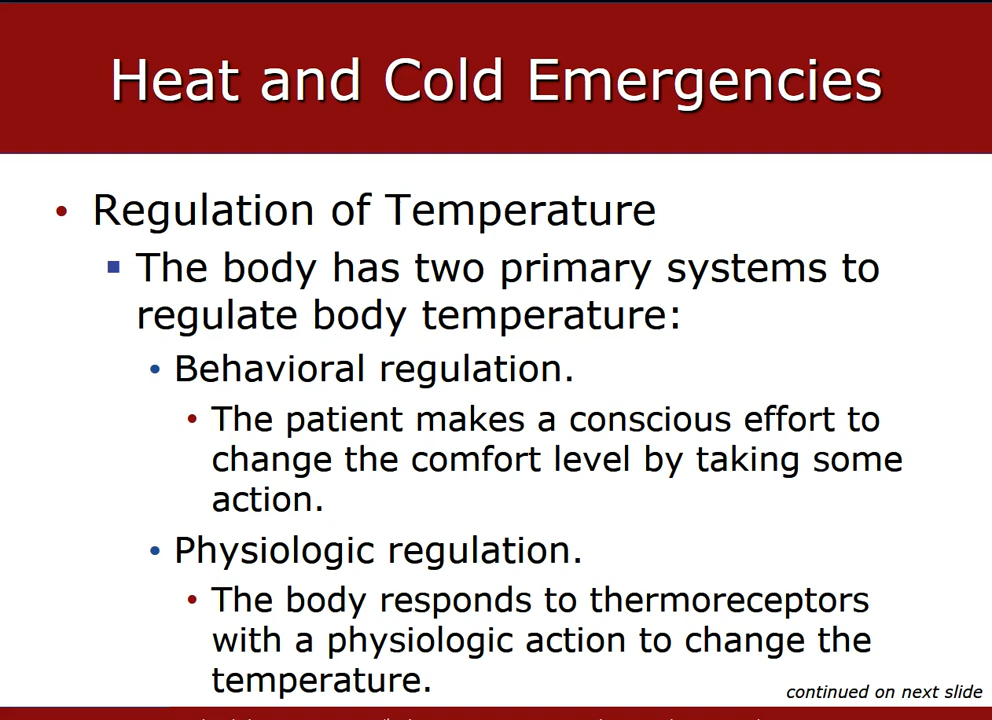 Heat and Cold Emergencies
• Regulation of Temperature
▪ The body has two primary systems to
regulate body temperature:
• Behavioral regulation.
• The patient makes a conscious effort to
change the comfort level by taking some
action.
• Physiologic regulation.
• The body responds to thermoreceptors
with a physiologic action to change the
temperature.
continued on next slide